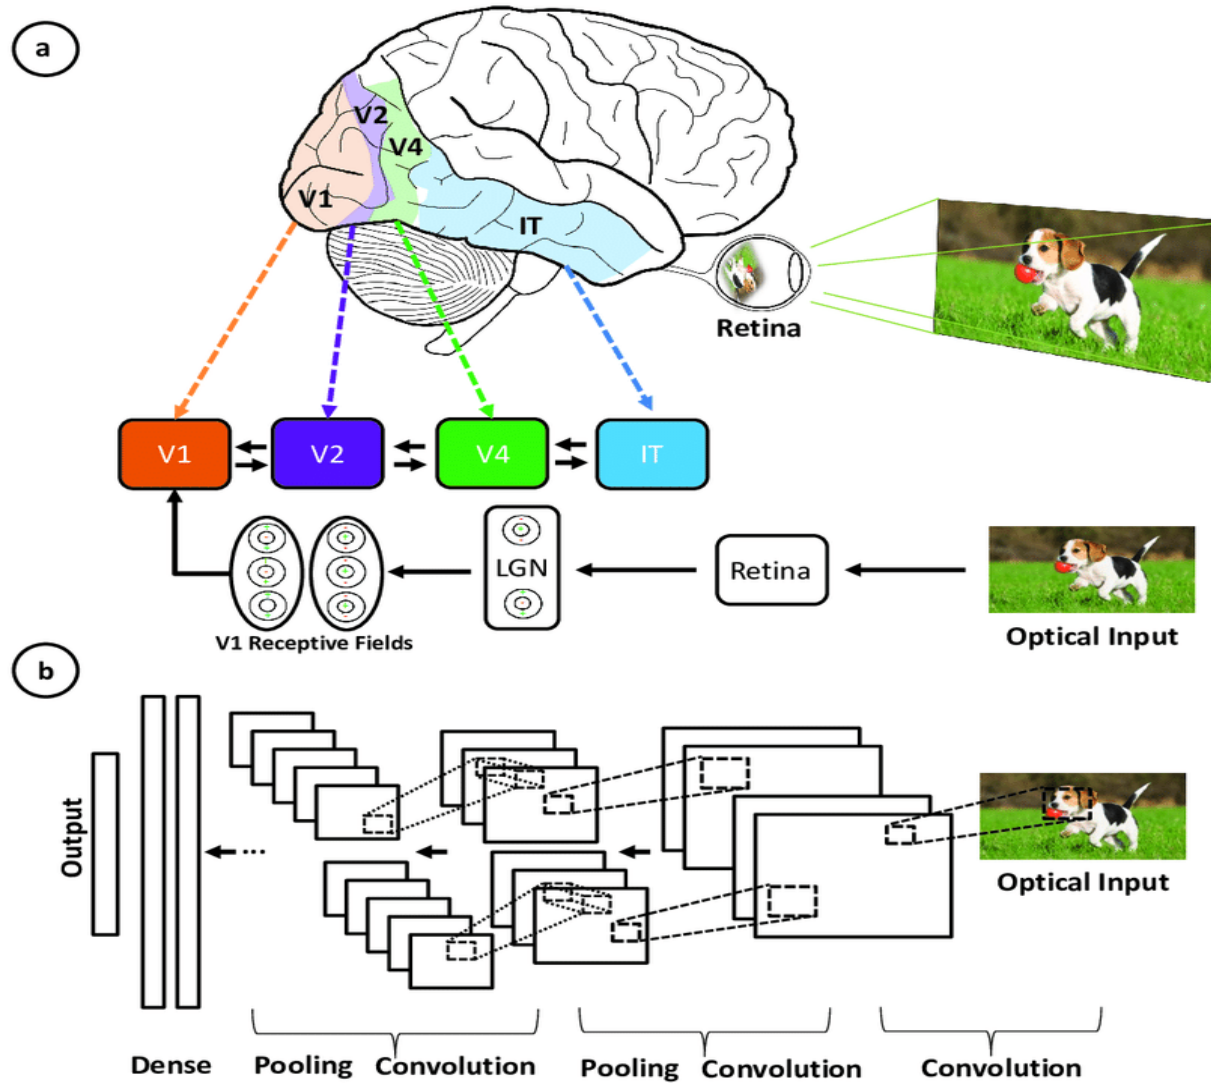 a
V2
V4
V1
IT
Retina
V1
V2
V4
IT
LGN
Retina
V1 Receptive Fields
Optical Input
b
Output
...
Optical Input
Dense
Pooling
Convolution
Pooling
Convolution
Convolution